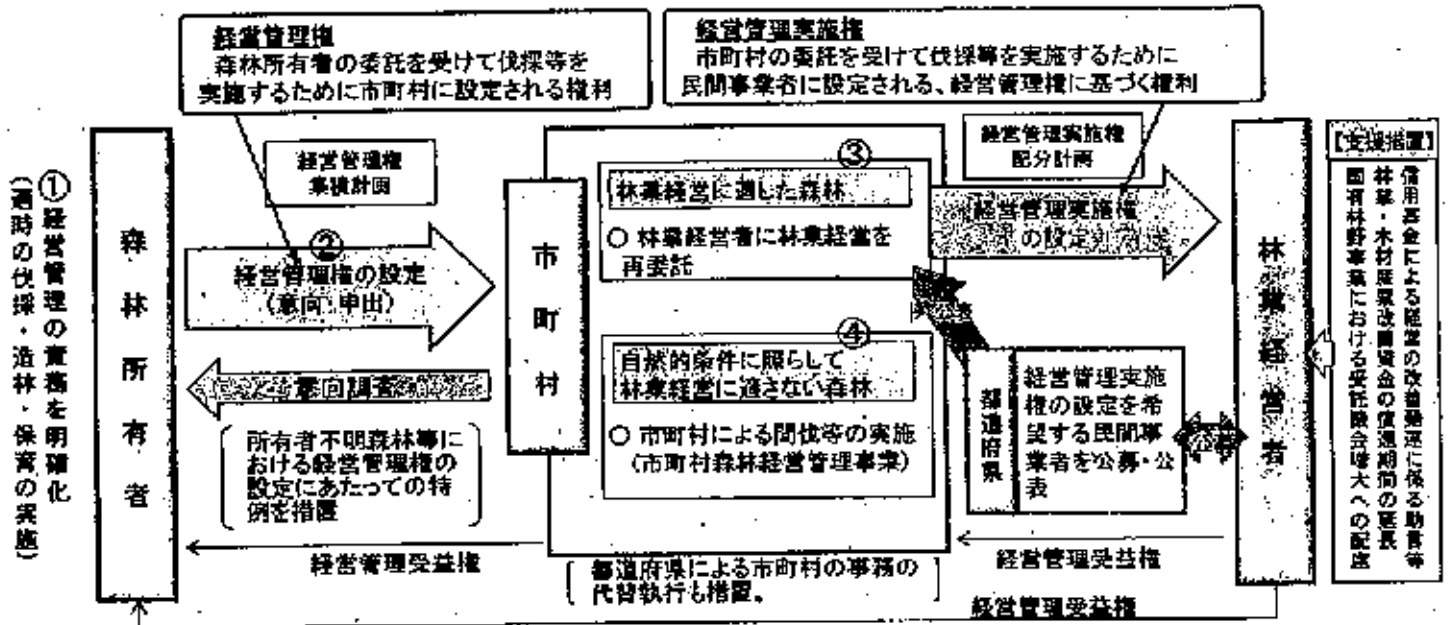 経営管理権
森林所有者の委託を受けて伐採等を
実施するために市町村に設定される権利
経営管理実施権
市町村の委託を受けて伐採等を実施するために
民間事業者に設定される、経営管理権に基づく権利
①経営管理の責務を明確化
(適時の伐採・造林・保育の実施)
森林所有者
経営管理権
集積計画
②
経営管理権の設定
(意向・申出)
意向調査
所有者不明森林等に
おける経営管理権の
設定にあたっての特
例を措置
経営管理受益権
市町村
③
林業経営に適した森林
○ 林業経営者に林業経営を
再委託
④
自然的条件に照らして
林業経営に適さない森林
○ 市町村による間伐等の実施
(市町村森林経営管理事業)
都道府県による市町村の事務の
代替執行も措置。
経営管理実施権
配分計画
経営管理実施権
の設定
都道府県
経営管理実施
権の設定を希
望する民間事
業者を公募・公
表
公募
経営管理受益権
経営管理受益権
林業経営者
【支援措置】
信用基金による経営の改善発達に係る助言等
林業・木材産業改善資金の償還期間の延長
国有林野事業における受託機会増大への配慮